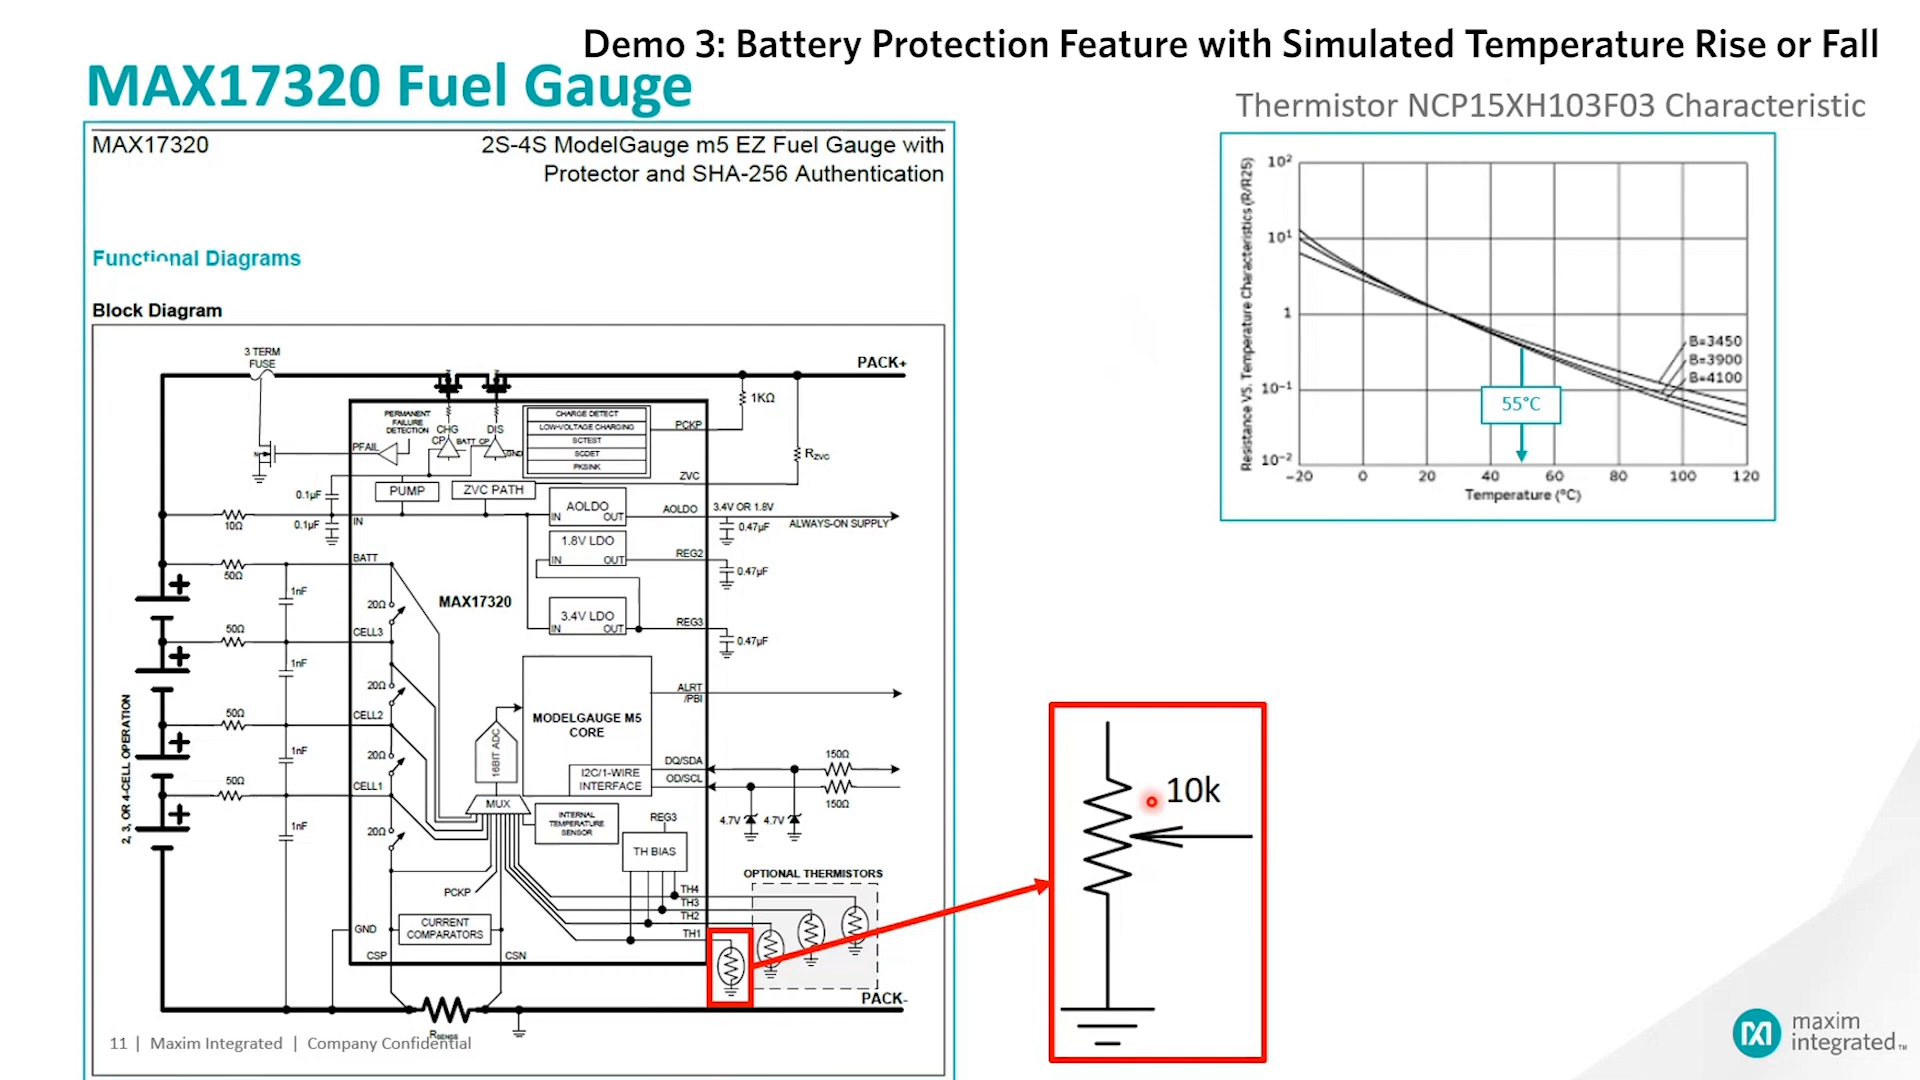 Demo 3: Battery Protection Feature with Simulated Temperature Rise or Fall
MAX17320 Fuel Gauge
Thermistor NCP15XH103F03 Characteristic
MAX17320
2S-4S ModelGauge m5 EZ Fuel Gauge with
Protector and SHA-256 Authentication
Functional Diagrams
Block Diagram
3 TERM
FUSE
PACK+
1KΩ
PERMANENT
FAILURE
DETECTION
CHG
CP
BATT
CP
DIS
GND
CHARGE DETECT
LOW-VOLTAGE CHARGING
SCTEST
SCDET
PKSINK
PCKP
PFAIL
N
RZVC
ZVC
PUMP
ZVC PATH
0.1µF
0.1µF
10Ω
IN
AOLDO
IN
OUT
AOLDO
3.4V OR 1.8V
0.47µF
ALWAYS-ON SUPPLY
1.8V LDO
IN
OUT
REG2
0.47µF
BATT
50Ω
1nF
20Ω
MAX17320
3.4V LDO
IN
OUT
REG3
0.47µF
50Ω
CELL3
1nF
20Ω
ALRT
/PBI
50Ω
CELL2
1nF
20Ω
MODELGAUGE M5
CORE
16BIT ADC
2, 3, OR 4-CELL OPERATION
50Ω
CELL1
1nF
20Ω
I2C/1-WIRE
INTERFACE
DQ/SDA
OD/SCL
150Ω
150Ω
MUX
INTERNAL
TEMPERATURE
SENSOR
REG3
4.7V
4.7V
TH BIAS
OPTIONAL THERMISTORS
PCKP
TH4
TH3
TH2
TH1
CURRENT
COMPARATORS
GND
CSP
CSN
PACK-
RSENSE
11 | Maxim Integrated | Company Confidential
Resistance VS. Temperature Characteristics (R/R25)
10²
10¹
1
10⁻¹
10⁻²
B=3450
B=3900
B=4100
55°C
-20 0 20 40 60 80 100 120
Temperature (°C)
10k
maxim
integrated™